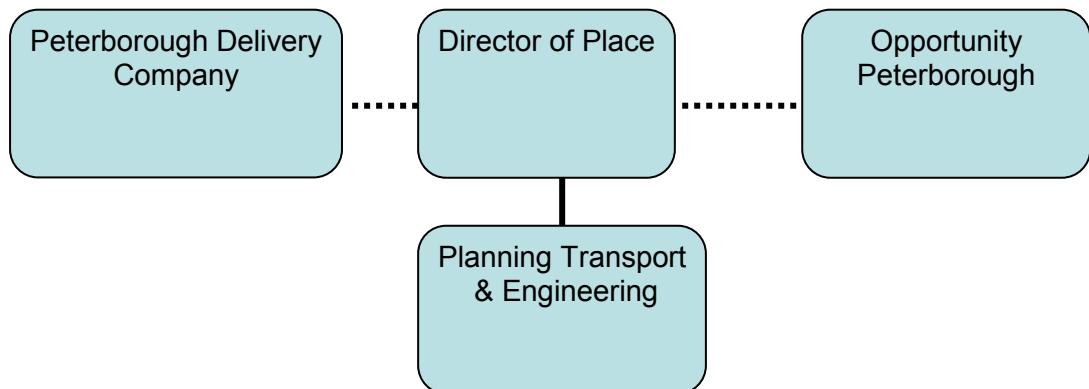 Peterborough Delivery
Company
Director of Place
Opportunity
Peterborough
Planning Transport
& Engineering